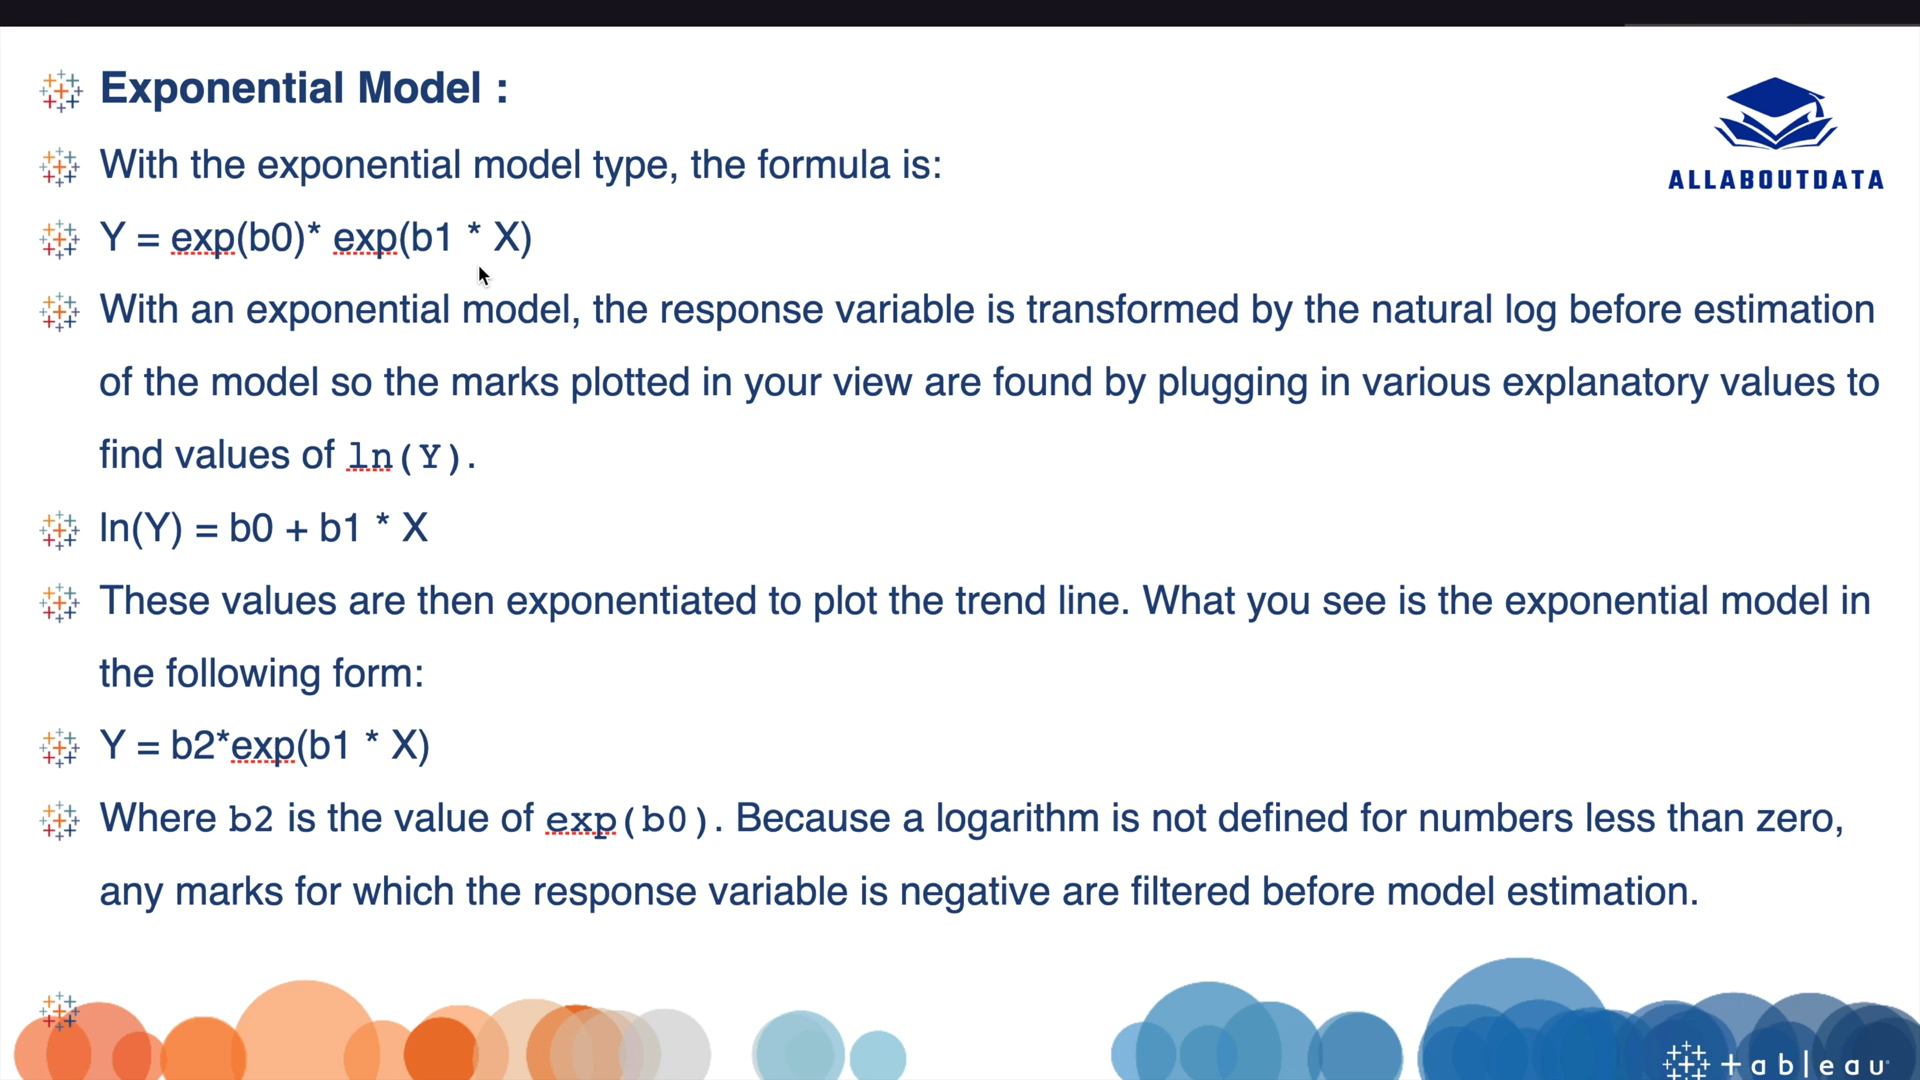 Exponential Model :
ALLABOUTDATA
With the exponential model type, the formula is:
Y = exp(b0)* exp(b1 * X)
With an exponential model, the response variable is transformed by the natural log before estimation
of the model so the marks plotted in your view are found by plugging in various explanatory values to
find values of ln(Y).
ln(Y) = b0 + b1 * X
These values are then exponentiated to plot the trend line. What you see is the exponential model in
the following form:
Y = b2*exp(b1 * X)
Where b2 is the value of exp(b0). Because a logarithm is not defined for numbers less than zero,
any marks for which the response variable is negative are filtered before model estimation.
+ableau